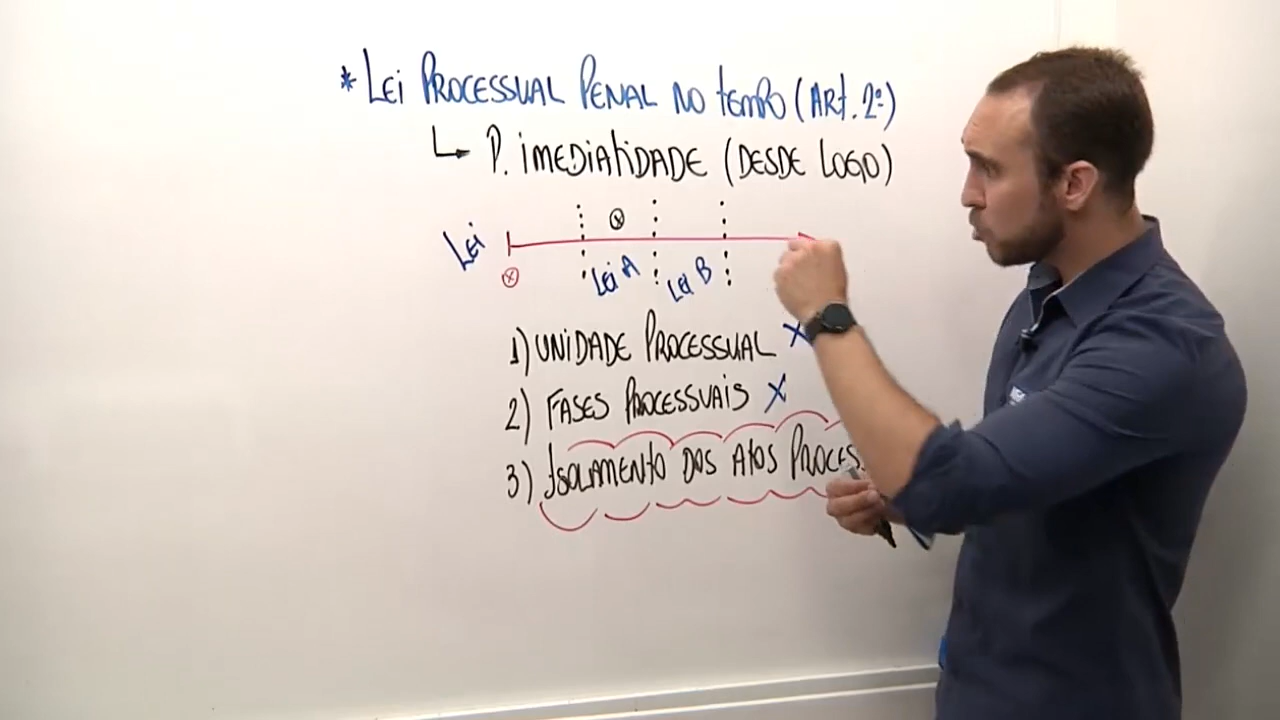 * LEi PROCESSUAL PENAL NO tEMPO (ARt. 2º)
↳ P. iMEDiAtiDADE (DESDE LOGO)
LEi
LEi A
LEi B
1) UNiDADE PROCESSUAL X
2) FASES PROCESSUAiS X
3) ISOLAMENtO DOS AtOS PROCES